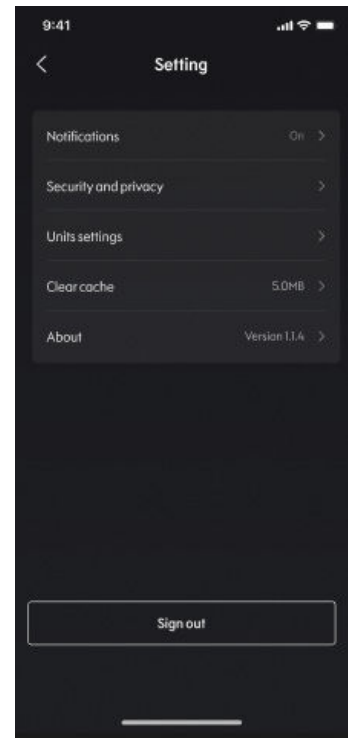 9:41
Setting
Notifications On
Security and privacy
Units settings
Clear cache 5.0MB
About Version 1.1.4
Sign out